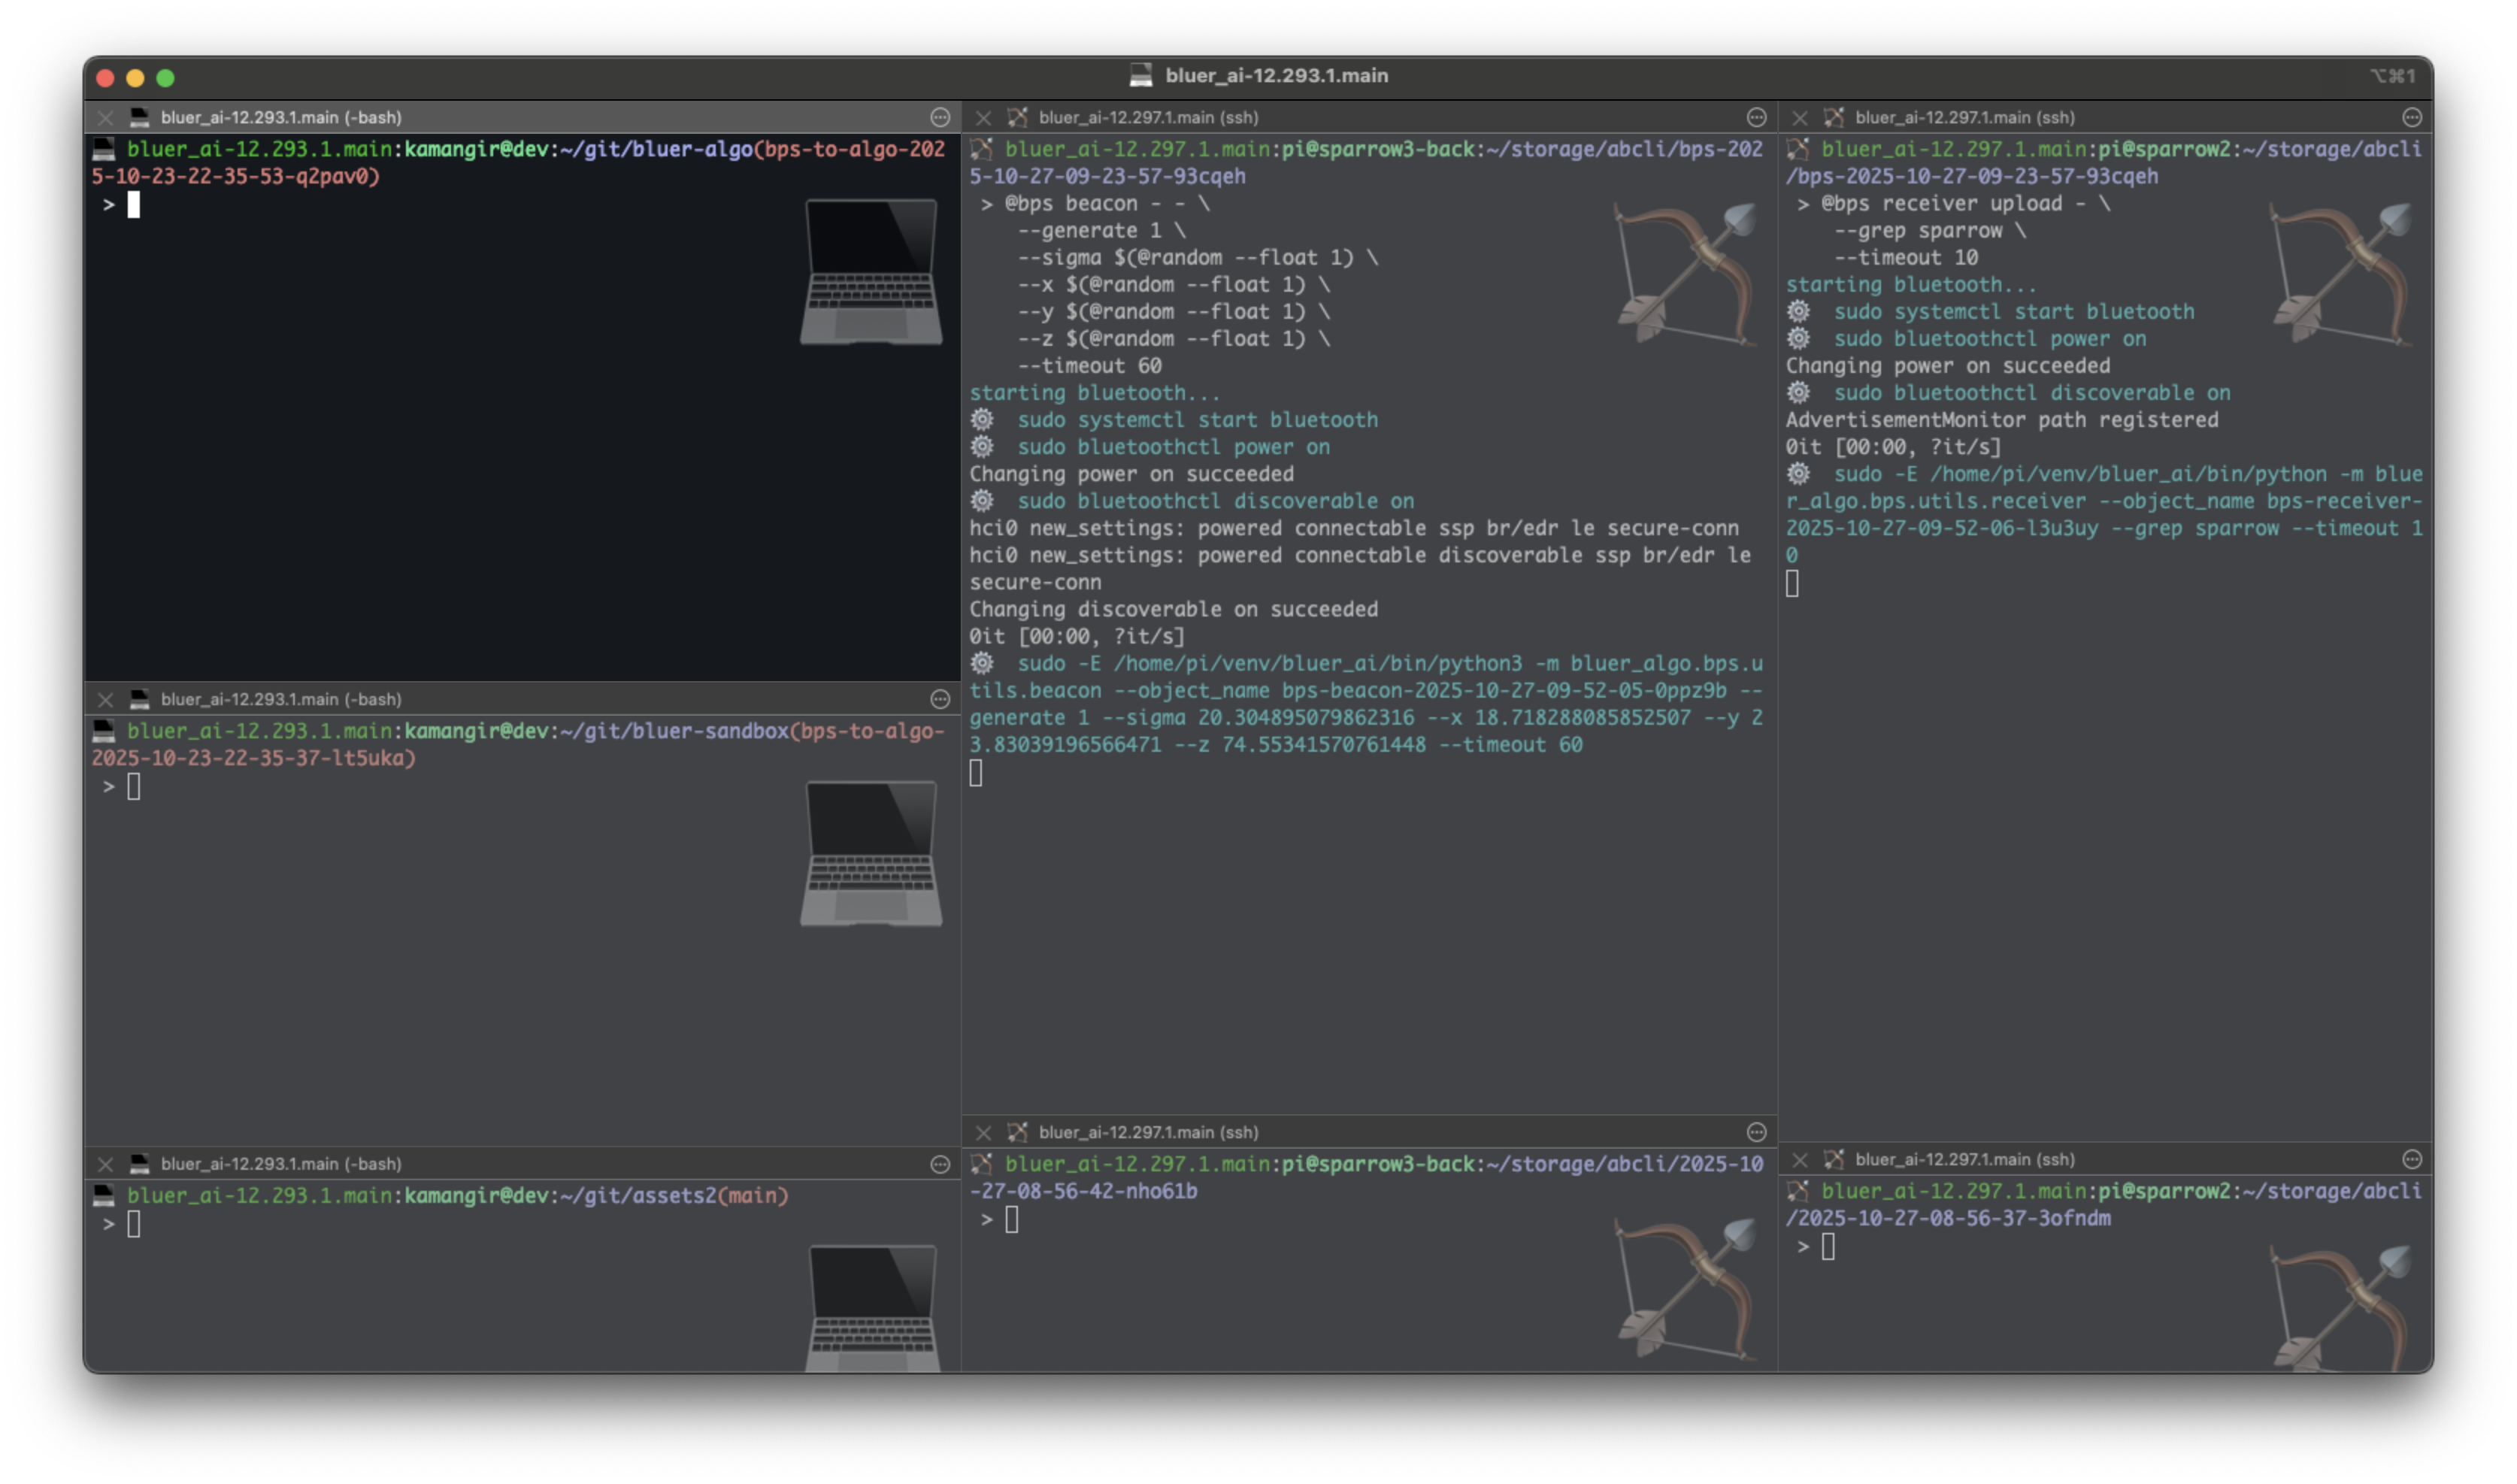 bluer_ai-12.293.1.main
⌥⌘1
bluer_ai-12.293.1.main (-bash)
bluer_ai-12.293.1.main:kamangir@dev:~/git/bluer-algo(bps-to-algo-202
5-10-23-22-35-53-q2pav0)
>
bluer_ai-12.293.1.main (-bash)
bluer_ai-12.293.1.main:kamangir@dev:~/git/bluer-sandbox(bps-to-algo-
2025-10-23-22-35-37-lt5uka)
>
bluer_ai-12.293.1.main (-bash)
bluer_ai-12.293.1.main:kamangir@dev:~/git/assets2(main)
>
bluer_ai-12.297.1.main (ssh)
bluer_ai-12.297.1.main:pi@sparrow3-back:~/storage/abcli/bps-202
5-10-27-09-23-57-93cqeh
> @bps beacon - - \
--generate 1 \
--sigma $(@random --float 1) \
--x $(@random --float 1) \
--y $(@random --float 1) \
--z $(@random --float 1) \
--timeout 60
starting bluetooth...
sudo systemctl start bluetooth
sudo bluetoothctl power on
Changing power on succeeded
sudo bluetoothctl discoverable on
hci0 new_settings: powered connectable ssp br/edr le secure-conn
hci0 new_settings: powered connectable discoverable ssp br/edr le
secure-conn
Changing discoverable on succeeded
0it [00:00, ?it/s]
sudo -E /home/pi/venv/bluer_ai/bin/python3 -m bluer_algo.bps.u
tils.beacon --object_name bps-beacon-2025-10-27-09-52-05-0ppz9b --
generate 1 --sigma 20.304895079862316 --x 18.718288085852507 --y 2
3.83039196566471 --z 74.55341570761448 --timeout 60
bluer_ai-12.297.1.main (ssh)
bluer_ai-12.297.1.main:pi@sparrow3-back:~/storage/abcli/2025-10
-27-08-56-42-nho61b
>
bluer_ai-12.297.1.main (ssh)
bluer_ai-12.297.1.main:pi@sparrow2:~/storage/abcli
/bps-2025-10-27-09-23-57-93cqeh
> @bps receiver upload - \
--grep sparrow \
--timeout 10
starting bluetooth...
sudo systemctl start bluetooth
sudo bluetoothctl power on
Changing power on succeeded
sudo bluetoothctl discoverable on
AdvertisementMonitor path registered
0it [00:00, ?it/s]
sudo -E /home/pi/venv/bluer_ai/bin/python -m blue
r_algo.bps.utils.receiver --object_name bps-receiver-
2025-10-27-09-52-06-l3u3uy --grep sparrow --timeout 1
0
bluer_ai-12.297.1.main (ssh)
bluer_ai-12.297.1.main:pi@sparrow2:~/storage/abcli
/2025-10-27-08-56-37-3ofndm
>